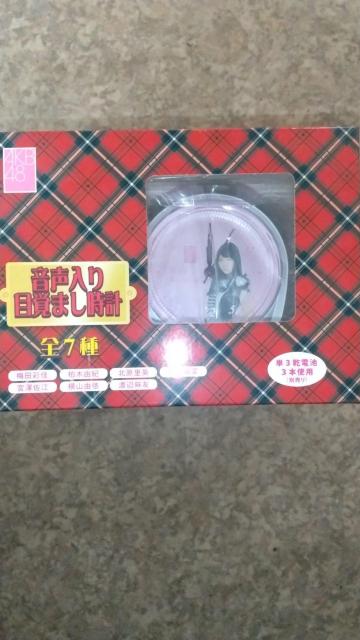 AKB
48
音声入り
目覚まし時計
全7種
梅田彩佳
柏木由紀
北原里英
宮澤佐江
横山由依
渡辺麻友
単3乾電池
3本使用
(別売り)